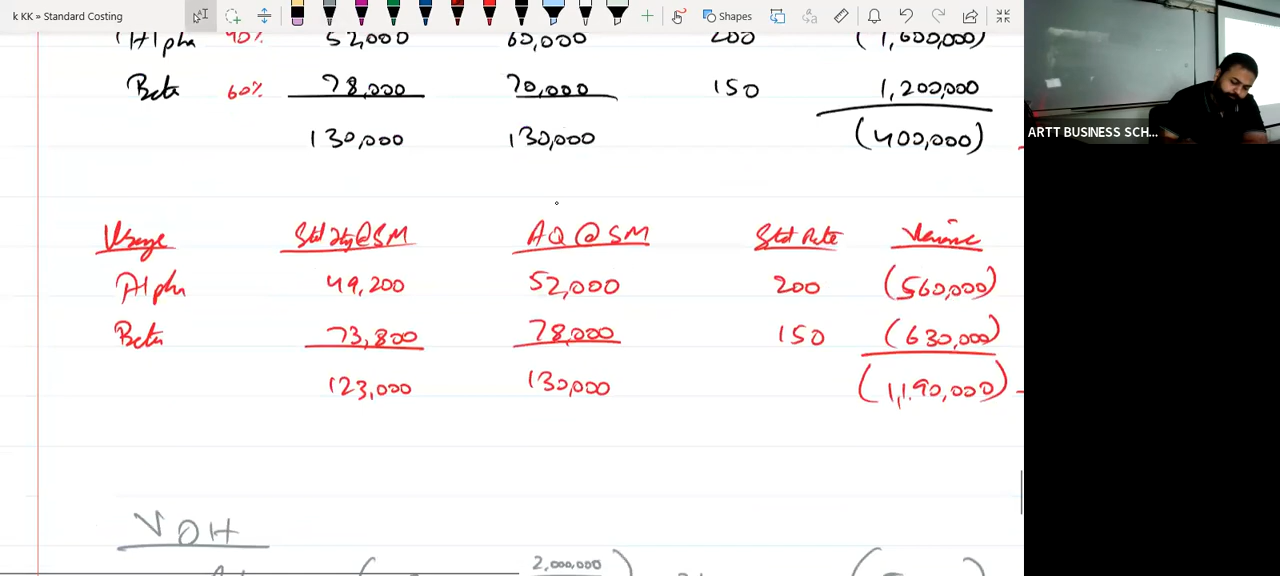 k KK » Standard Costing
Shapes
Alpha 40% 52,000 60,000 200 (1,600,000)
Beta 60% 78,000 70,000 150 1,200,000
130,000 130,000 (400,000)
ARTT BUSINESS SCH...
Usage Std Qty@SM AQ@SM Std Rate Variance
Alpha 49,200 52,000 200 (560,000)
Beta 73,800 78,000 150 (630,000)
123,000 130,000 (1,190,000)
VOH
2,000,000